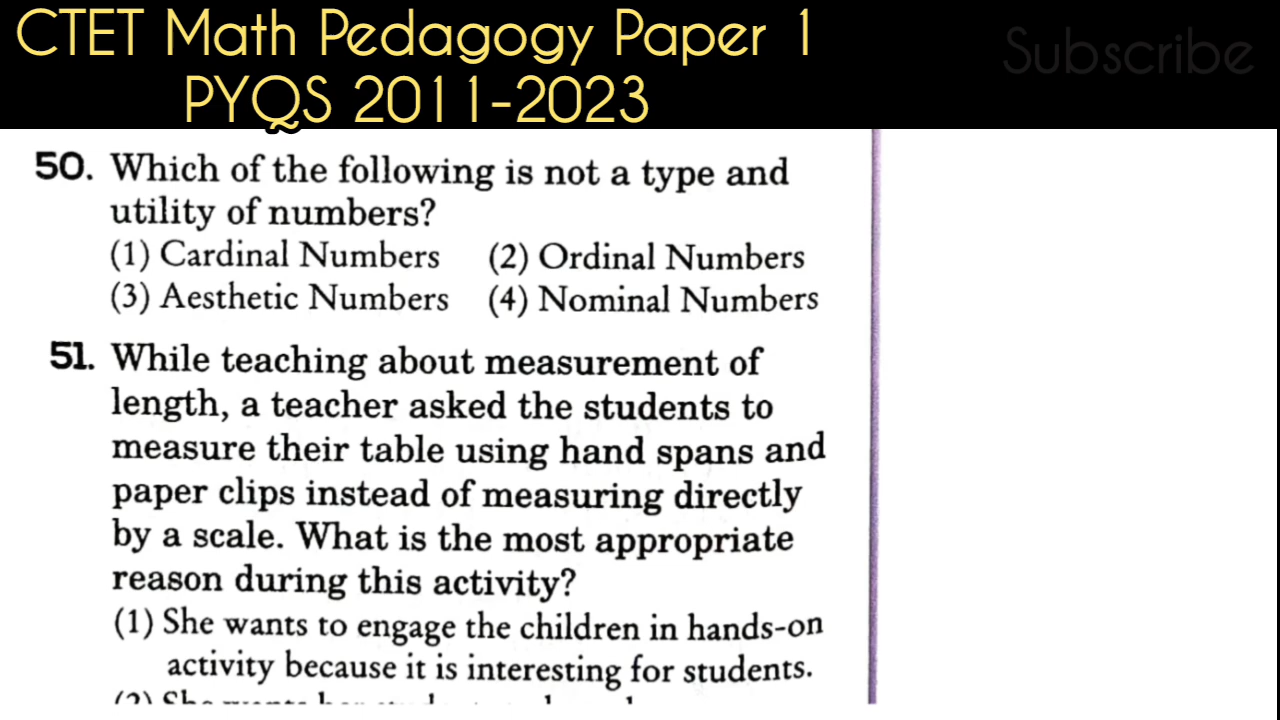 CTET Math Pedagogy Paper 1
PYQS 2011-2023
Subscribe
50. Which of the following is not a type and
utility of numbers?
(1) Cardinal Numbers (2) Ordinal Numbers
(3) Aesthetic Numbers (4) Nominal Numbers
51. While teaching about measurement of
length, a teacher asked the students to
measure their table using hand spans and
paper clips instead of measuring directly
by a scale. What is the most appropriate
reason during this activity?
(1) She wants to engage the children in hands-on
activity because it is interesting for students.
(2) She wants her